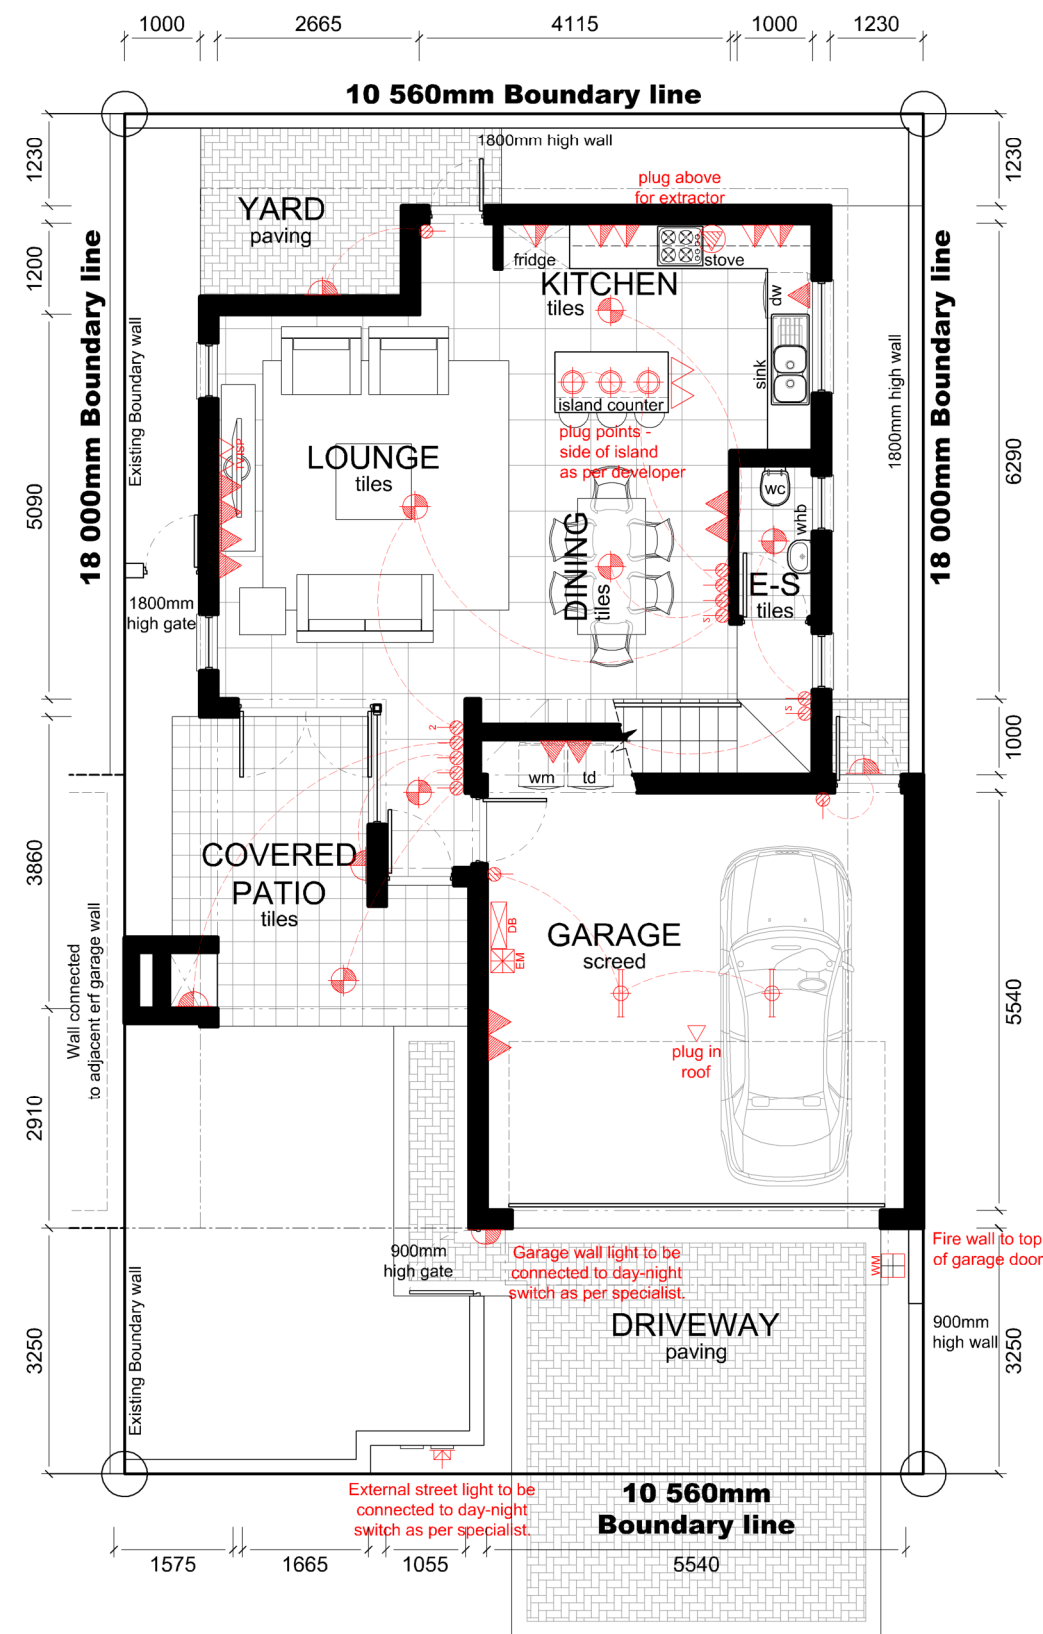 1000
2665
4115
1000
1230
10 560mm Boundary line
1800mm high wall
1230
1230
plug above
for extractor
YARD
paving
fridge
stove
KITCHEN
tiles
dw
1200
18 000mm Boundary line
18 000mm Boundary line
Existing Boundary wall
1800mm high wall
sink
island counter
plug points -
side of island
as per developer
TV/ISP
LOUNGE
tiles
5090
6290
wc
whb
DINING
tiles
E-S
tiles
S
1800mm
high gate
S
2
1000
wm
td
3860
COVERED
PATIO
tiles
DB
EM
GARAGE
screed
Wall connected
to adjacent erf garage wall
5540
plug in
roof
2910
900mm
high gate
Garage wall light to be
connected to day-night
switch as per specialist.
WM
Fire wall to top
of garage door
DRIVEWAY
paving
900mm
high wall
3250
3250
Existing Boundary wall
External street light to be
connected to day-night
switch as per specialist.
10 560mm
Boundary line
1575
1665
1055
5540